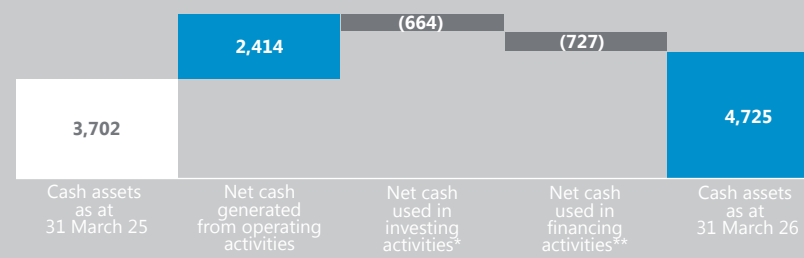 (664)
2,414
(727)
4,725
3,702
Cash assets
as at
31 March 25
Net cash
generated
from operating
activities
Net cash
used in
investing
activities*
Net cash
used in
financing
activities**
Cash assets
as at
31 March 26